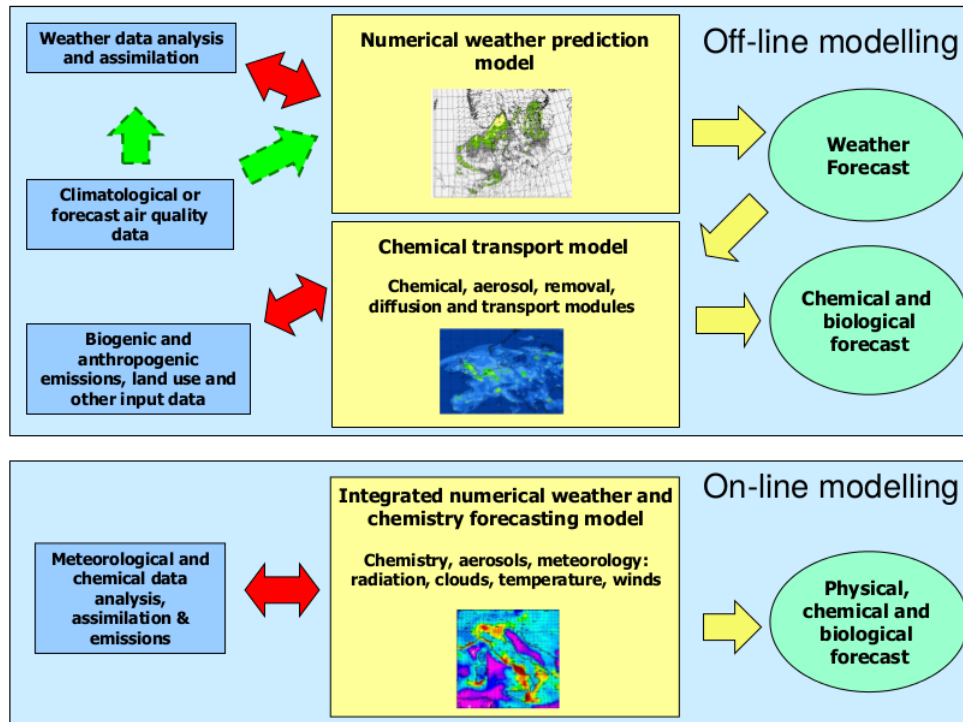 Off-line modelling
Weather data analysis
and assimilation
Numerical weather prediction
model
Weather
Forecast
Climatological or
forecast air quality
data
Chemical transport model
Chemical, aerosol, removal,
diffusion and transport modules
Chemical and
biological
forecast
Biogenic and
anthropogenic
emissions, land use and
other input data
On-line modelling
Integrated numerical weather and
chemistry forecasting model
Chemistry, aerosols, meteorology:
radiation, clouds, temperature, winds
Meteorological and
chemical data
analysis,
assimilation &
emissions
Physical,
chemical and
biological
forecast